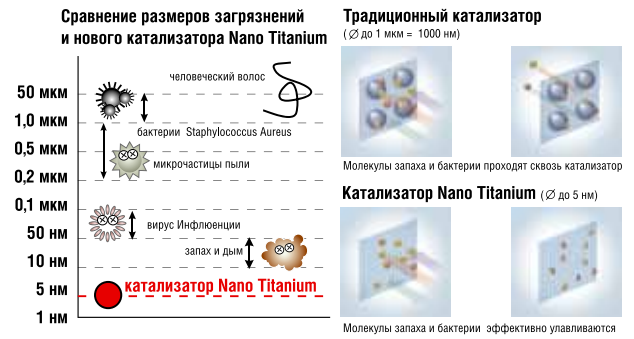 Сравнение размеров загрязнений
и нового катализатора Nano Titanium
человеческий волос
50 мкм
1,0 мкм
бактерии Staphylococcus Aureus
0,5 мкм
микрочастицы пыли
0,2 мкм
0,1 мкм
вирус Инфлюенции
50 нм
запах и дым
10 нм
катализатор Nano Titanium
5 нм
1 нм
Традиционный катализатор
(∅ до 1 мкм = 1000 нм)
Молекулы запаха и бактерии проходят сквозь катализатор
Катализатор Nano Titanium (∅ до 5 нм)
Молекулы запаха и бактерии эффективно улавливаются